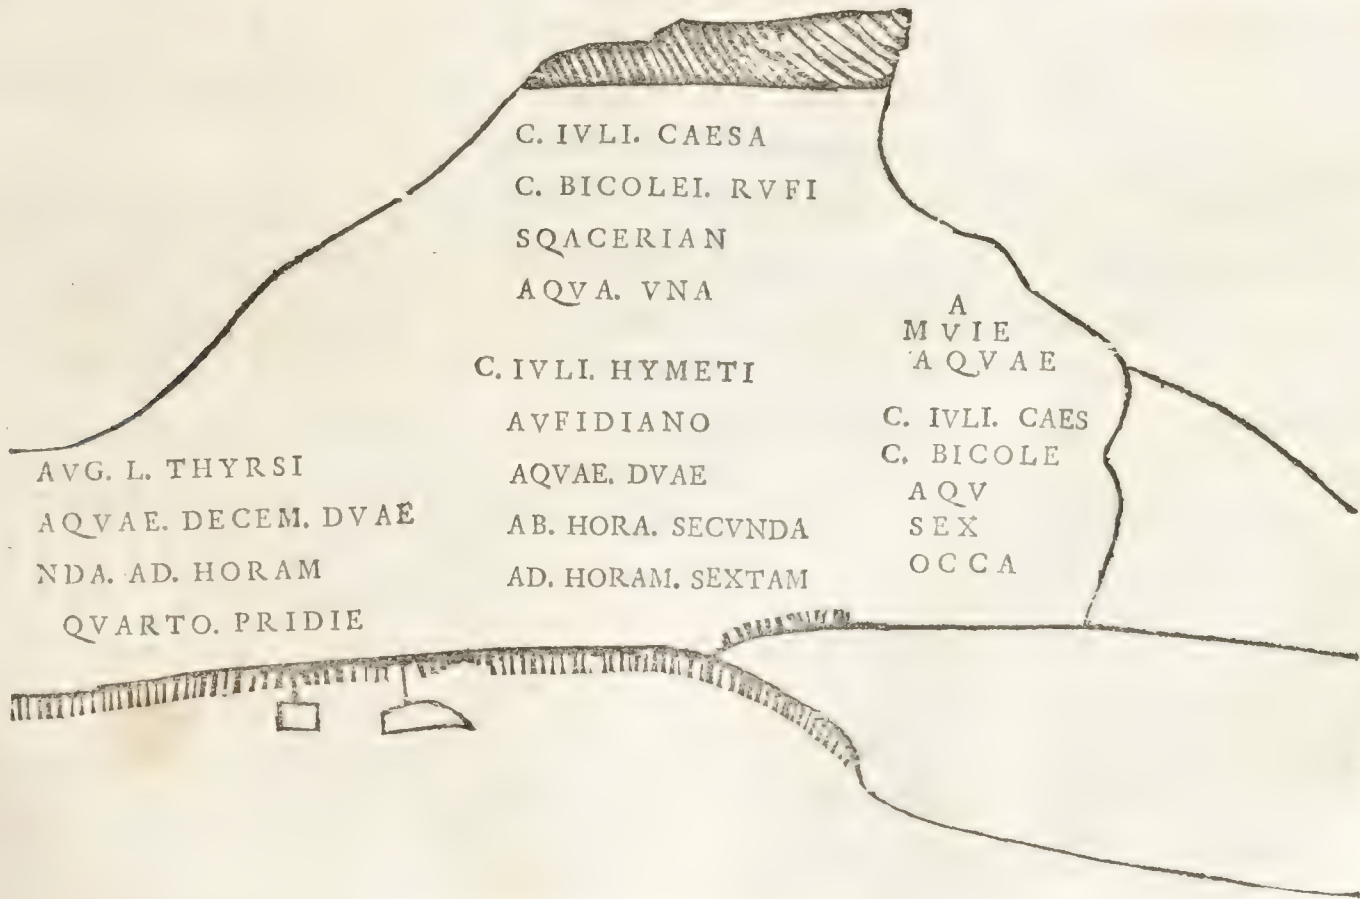 C. IVLI. CAESA
C. BICOLEI. RVFI
SQACERIAN
AQVA. VNA
C. IVLI. HYMETI
AVFIDIANO
AQVAE. DVAE
AB. HORA. SECVNDA
AD. HORAM. SEXTAM
A
MVIE
AQVAE
C. IVLI. CAES
C. BICOLE
AQV
SEX
OCCA
AVG. L. THYRSI
AQVAE. DECEM. DVAE
NDA. AD. HORAM
QVARTO. PRIDIE